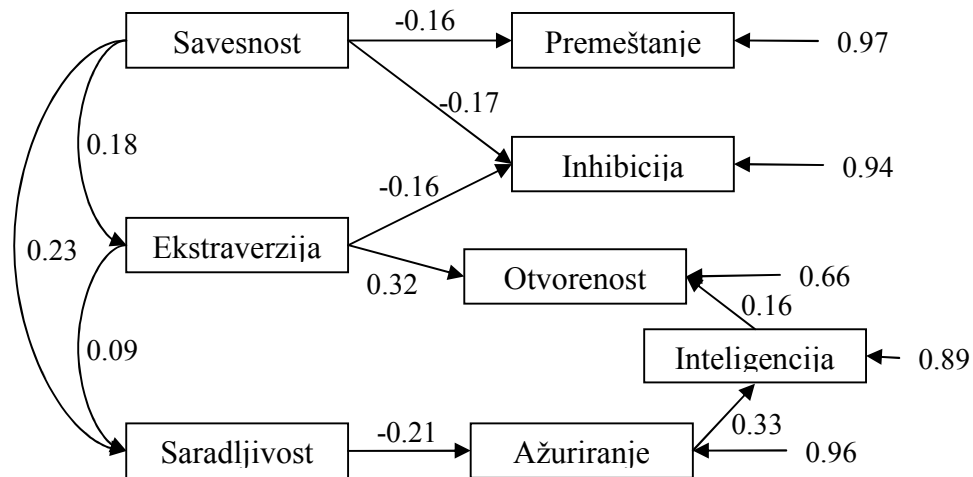 Savesnost
-0.16
Premeštanje
0.97
-0.17
0.18
Inhibicija
0.94
-0.16
0.23
Ekstraverzija
0.32
Otvorenost
0.66
0.16
0.09
Inteligencija
0.89
0.33
Saradljivost
-0.21
Ažuriranje
0.96